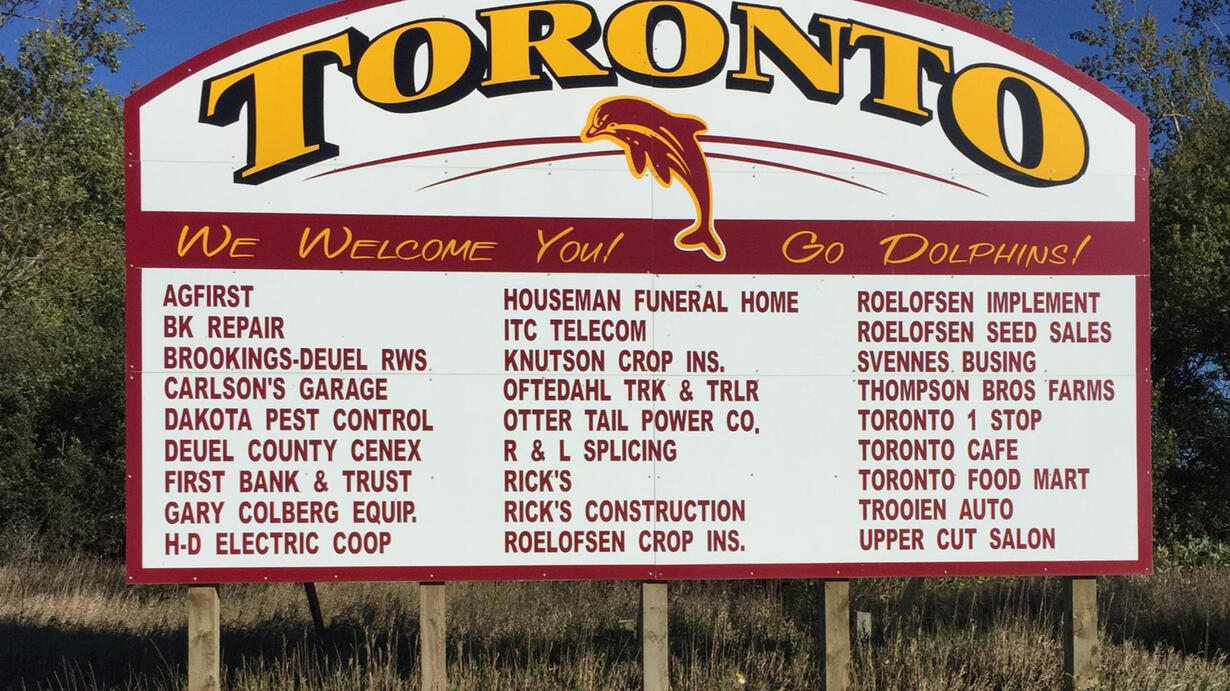 TORONTO
WE WELCOME YOU! GO DOLPHINS!
AGFIRST
BK REPAIR
BROOKINGS-DEUEL RWS
CARLSON'S GARAGE
DAKOTA PEST CONTROL
DEUEL COUNTY CENEX
FIRST BANK & TRUST
GARY COLBERG EQUIP.
H-D ELECTRIC COOP
HOUSEMAN FUNERAL HOME
ITC TELECOM
KNUTSON CROP INS.
OFTEDAHL TRK & TRLR
OTTER TAIL POWER CO.
R & L SPLICING
RICK'S
RICK'S CONSTRUCTION
ROELOFSEN CROP INS.
ROELOFSEN IMPLEMENT
ROELOFSEN SEED SALES
SVENNES BUSING
THOMPSON BROS FARMS
TORONTO 1 STOP
TORONTO CAFE
TORONTO FOOD MART
TROOIEN AUTO
UPPER CUT SALON